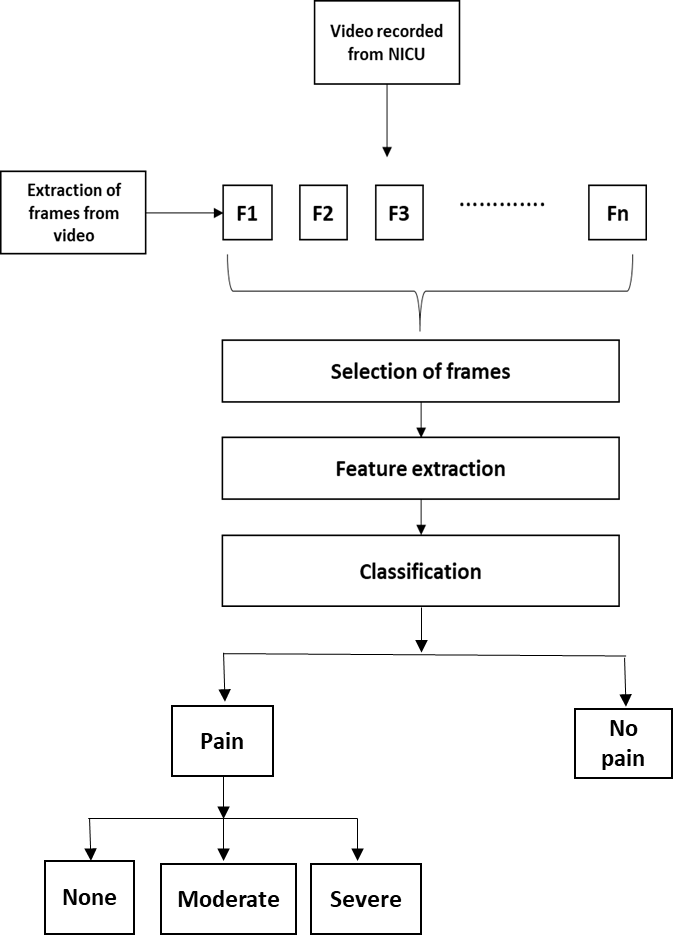 Video recorded
from NICU
Extraction of
frames from
video
F1 F2 F3 ............. Fn
Selection of frames
Feature extraction
Classification
Pain
No
pain
None Moderate Severe